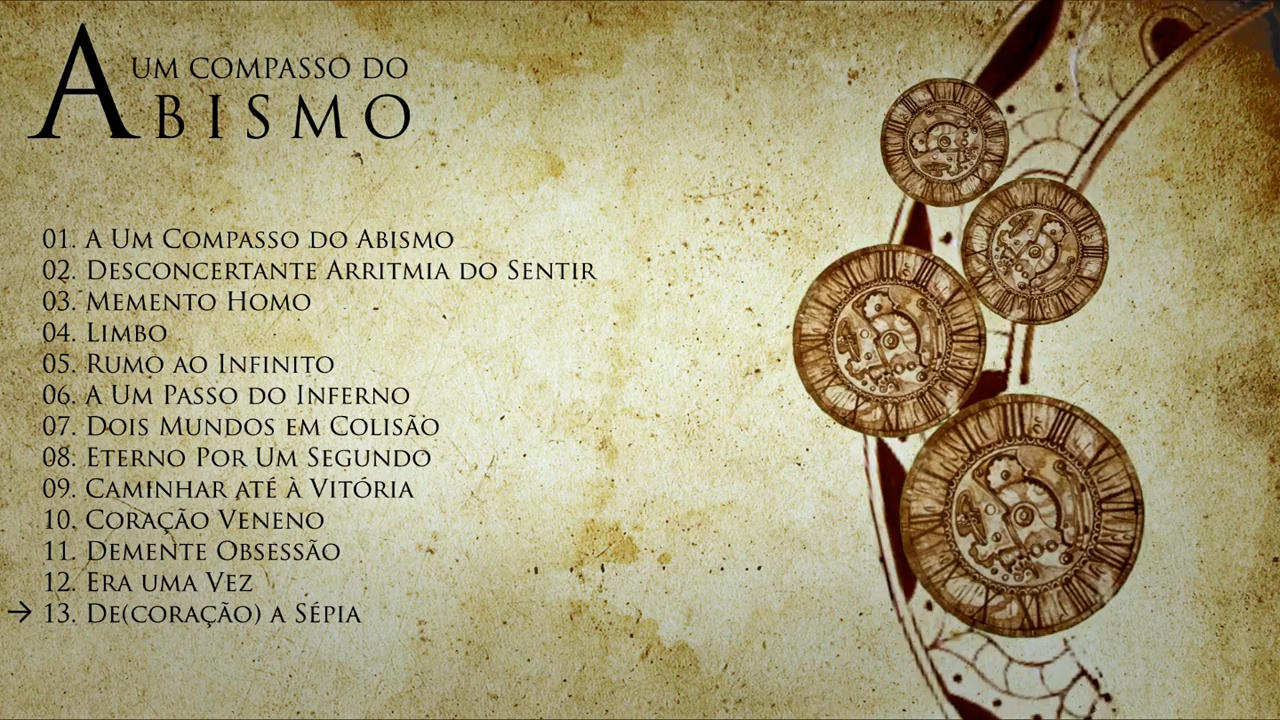 A UM COMPASSO DO
ABISMO
01. A Um Compasso do Abismo
02. Desconcertante Arritmia do Sentir
03. Memento Homo
04. Limbo
05. Rumo ao Infinito
06. A Um Passo do Inferno
07. Dois Mundos em Colisão
08. Eterno Por Um Segundo
09. Caminhar até à Vitória
10. Coração Veneno
11. Demente Obsessão
12. Era uma Vez
→ 13. De(coração) a Sépia